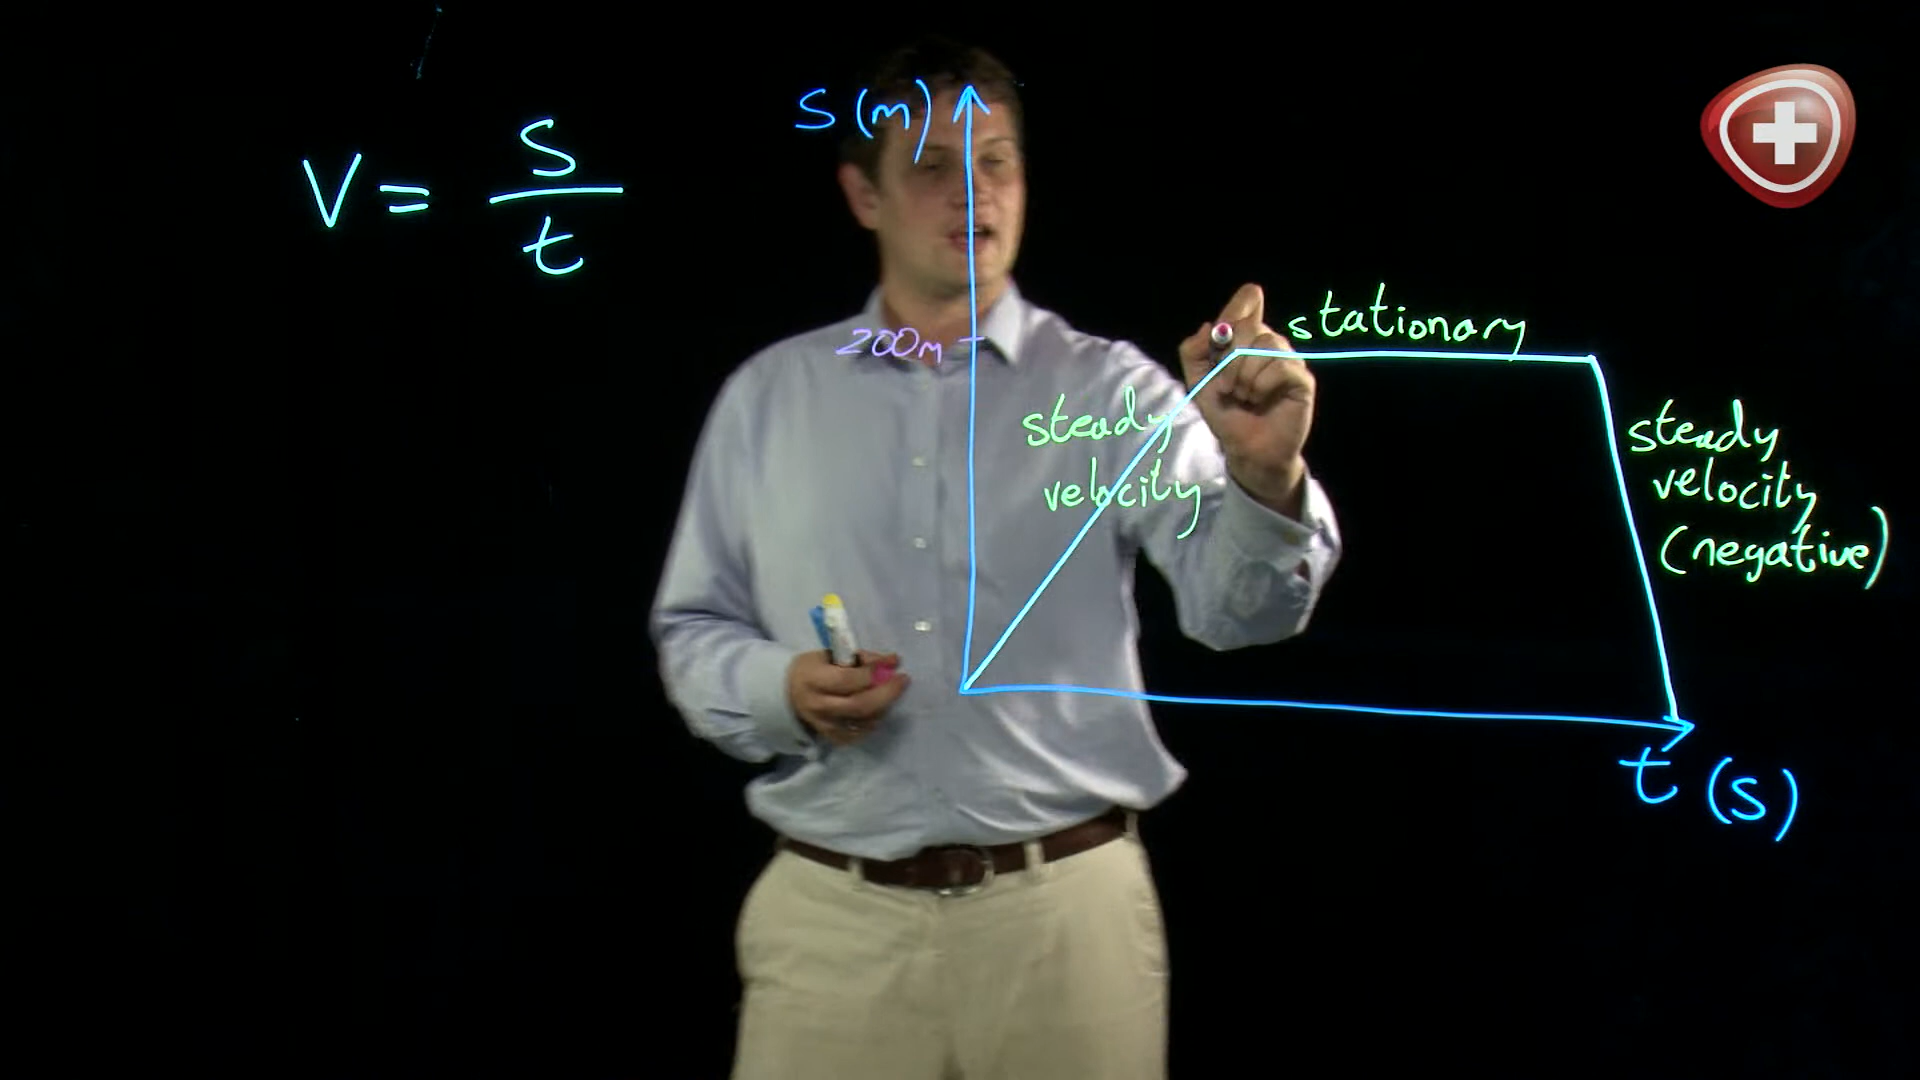 V = s/t
S (m)
200m
stationary
steady
velocity
steady
velocity
(negative)
t (s)